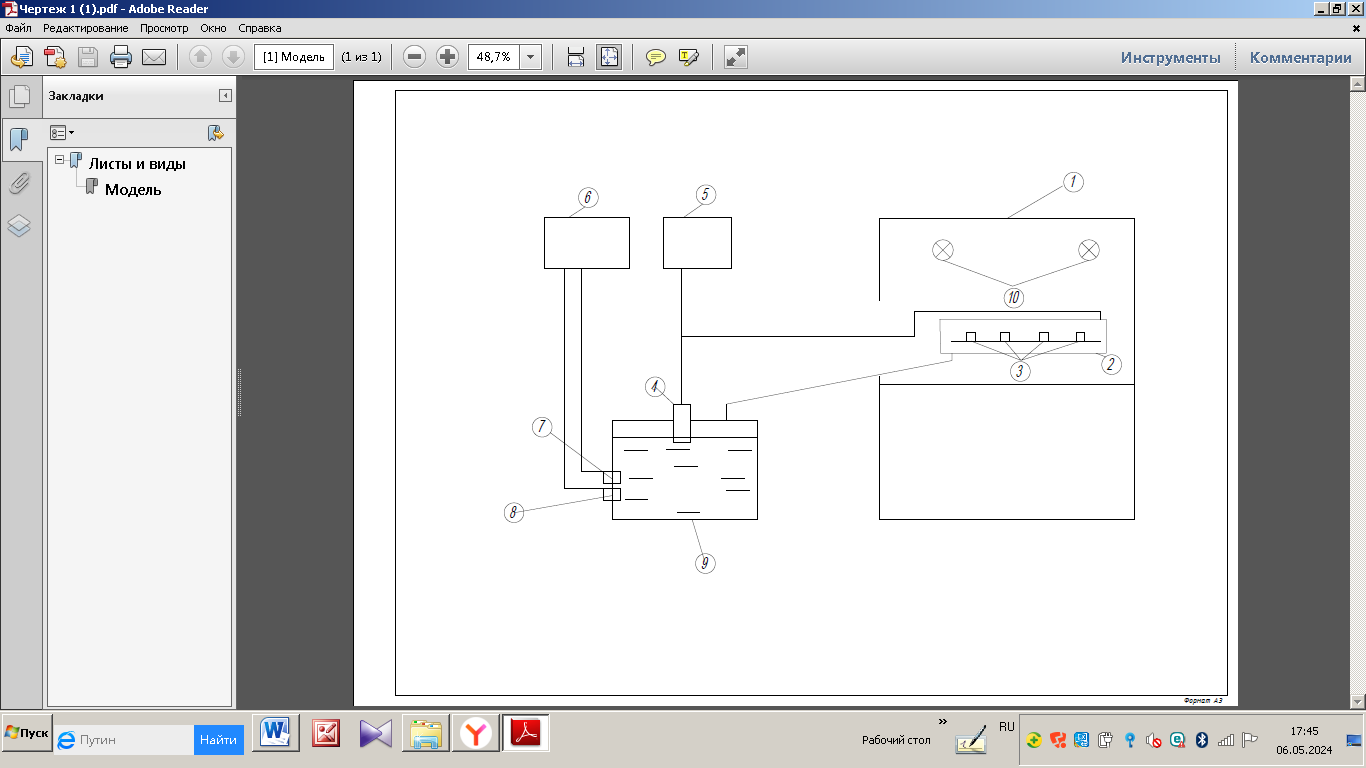 Чертеж 1 (1).pdf - Adobe Reader
Файл Редактирование Просмотр Окно Справка
[1] Модель (1 из 1) 48,7% Инструменты Комментарии
Закладки
Листы и виды
Модель
1
5
6
10
2
3
4
7
8
9
Формат А3
Пуск
Путин
Найти
Рабочий стол
»
RU
17:45
06.05.2024